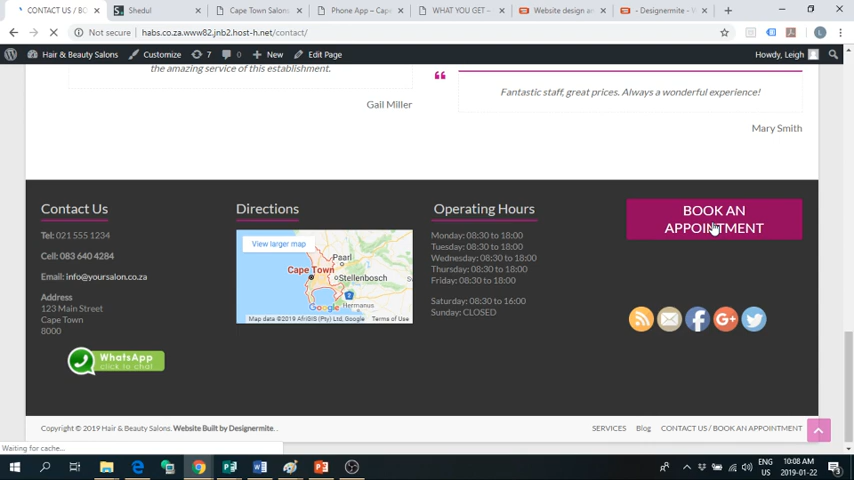 CONTACT US / BO
Shedul
Cape Town Salons
Phone App – Cap
WHAT YOU GET –
Website design an
- Designermite - V
Not secure | habs.co.za.www82.jnb2.host-h.net/contact/
Hair & Beauty Salons
Customize
7
0
New
Edit Page
Howdy, Leigh
the amazing service of this establishment.
Gail Miller
Fantastic staff, great prices. Always a wonderful experience!
Mary Smith
Contact Us
Tel: 021 555 1234
Cell: 083 640 4284
Email: info@yoursalon.co.za
Address
123 Main Street
Cape Town
8000
WhatsApp
click to chat
Directions
View larger map
Paarl
Cape Town
Stellenbosch
2
Hermanus
Google
Map data ©2019 AfriGIS (Pty) Ltd, Google
Terms of Use
Operating Hours
Monday: 08:30 to 18:00
Tuesday: 08:30 to 18:00
Wednesday: 08:30 to 18:00
Thursday: 08:30 to 18:00
Friday: 08:30 to 18:00
Saturday: 08:30 to 16:00
Sunday: CLOSED
BOOK AN
APPOINTMENT
Copyright © 2019 Hair & Beauty Salons. Website Built by Designermite. .
SERVICES
Blog
CONTACT US / BOOK AN APPOINTMENT
Waiting for cache...
ENG
US
10:08 AM
2019-01-22
3